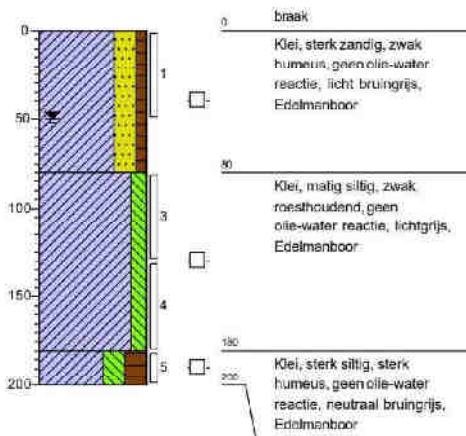 0
50
100
150
200
1
3
4
5
0
braak
Klei, sterk zandig, zwak
humeus, geen olie-water
reactie, licht bruingrijs,
Edelmanboor
80
Klei, matig siltig, zwak
roesthoudend, geen
olie-water reactie, lichtgrijs,
Edelmanboor
180
Klei, sterk siltig, sterk
humeus, geen olie-water
reactie, neutraal bruingrijs,
Edelmanboor
200